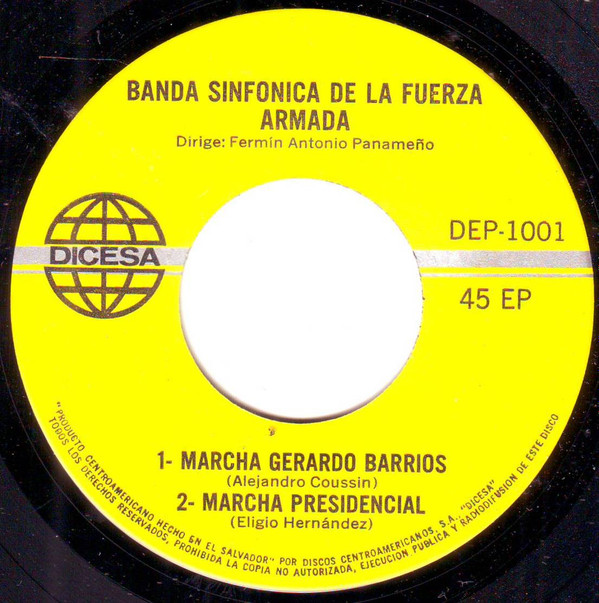 BANDA SINFONICA DE LA FUERZA
ARMADA
Dirige: Fermín Antonio Panameño
DICESA
DEP-1001
45 EP
1- MARCHA GERARDO BARRIOS
(Alejandro Coussin)
2- MARCHA PRESIDENCIAL
(Eligio Hernández)
"PRODUCTO CENTROAMERICANO HECHO EN EL SALVADOR" POR DISCOS CENTROAMERICANOS, S.A. "DICESA"
TODOS LOS DERECHOS RESERVADOS, PROHIBIDA LA COPIA NO AUTORIZADA, EJECUCION PUBLICA Y RADIODIFUSION DE ESTE DISCO